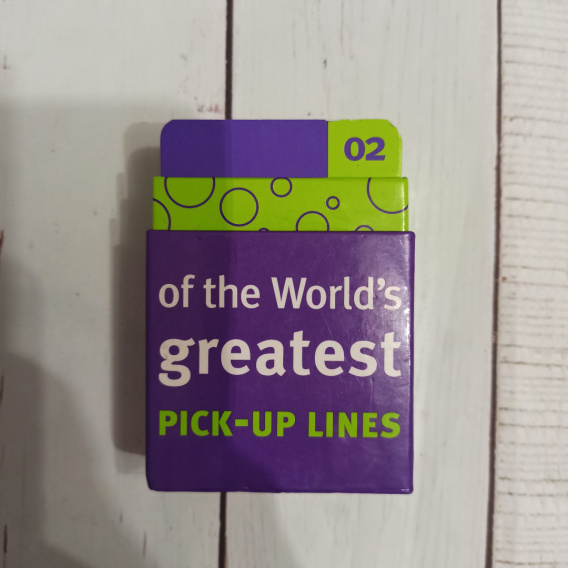 02
of the World's
greatest
PICK-UP LINES